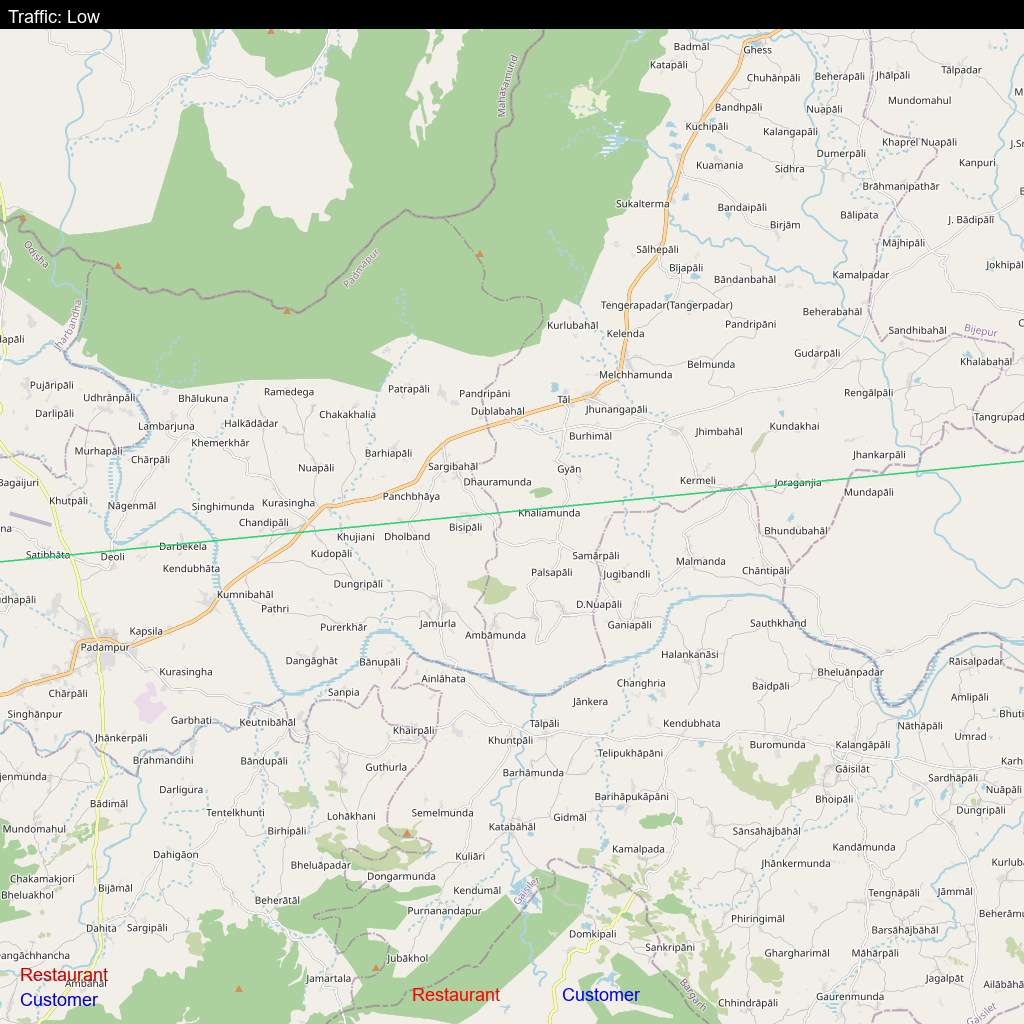 Traffic: Low
Badmāl
Ghess
Katapāli
Chuhānpāli
Beherapāli
Jhālpāli
Tālpadar
Mahasamund
Bandhpāli
Nuapāli
Mundomahul
Kuchipāli
Kalangapāli
Khaprel Nuapāli
Dumerpāli
Kuamania
Sidhra
Kanpuri
Brāhmanipathār
Sukalterma
Bandaipāli
Bālipata
J. Bādipāli
Birjām
Odisha
Sālhepāli
Mājhipāli
Padmapur
Bījapāli
Bāndanbahāl
Kamalpadar
Tengerapadar(Tangerpadar)
Beherabahāl
Jharbandha
Kurlubahāl
Kelenda
Pandripāni
Sandhibahāl
Bijepur
Gudarpāli
Khalabahāl
Melchhamunda
Belmunda
Pujāripāli
Udhrānpāli
Bhālukuna
Ramedega
Patrapāli
Pandripāni
Tāl
Rengālpāli
Darlipāli
Chakakhalia
Dublabahāl
Jhunangapāli
Lambarjuna
Halkādādar
Kundakhai
Khemerkhār
Burhimāl
Jhimbahāl
Murhapāli
Chārpāli
Barhiapāli
Jhankarpāli
Nuapāli
Sargibahāl
Gyān
Bagaijuri
Dhauramunda
Kermeli
Joraganjia
Mundapāli
Khutpāli
Nāgenmāl
Singhimunda
Kurasingha
Panchbhāya
Khaliamunda
Chandipāli
Bisipāli
Bhundubahāl
Satibhāta
Deoli
Darbekela
Khujiani
Dholband
Kendubhāta
Kudopāli
Samārpāli
Malmanda
Palsapāli
Jugibandli
Chāntipāli
Dungripāli
Kumnibahāl
Pathri
D.Nuapāli
Kapsila
Purerkhār
Jamurla
Ambāmunda
Ganiapāli
Sauthkhand
Padampur
Dangāghāt
Bānupāli
Halankanāsi
Rāisalpadar
Kurasingha
Ainlāhata
Bheluānpadar
Chārpāli
Sanpia
Changhria
Baidpāli
Amlipāli
Singhānpur
Garbhati
Keutnibahāl
Jānkera
Khairpāli
Tālpāli
Kendubhata
Nāthāpāli
Jhānkerpāli
Khuntpāli
Umrad
Buromunda
Kalangāpāli
Brahmandihi
Bāndupāli
Guthurla
Telipukhāpāni
Barhāmunda
Gāisilāt
Sardhāpāli
Darligura
Barihāpukāpāni
Bhoipāli
Nuāpāli
Bādimāl
Tentelkhunti
Lohākhani
Semelmunda
Gidmāl
Dungripāli
Mundomahul
Birhipāli
Katabāhāl
Sānsāhājbāhāl
Dahigāon
Kuliāri
Kamalpada
Kandāmunda
Bheluāpadar
Jhānkermunda
Chakamakjori
Dongarmunda
Bheluakhol
Bijāmāl
Beherātāl
Kendumāl
Gaisiler
Tengnāpāli
Jāmmāl
Purnanandapur
Phiringimāl
Dahita
Sargipāli
Domkipali
Barsāhājbāhāl
Sankripāni
Ghargharimāl
Māhārpāli
Jubākhol
Restaurant
Jamartala
Jagalpāt
Customer
Restaurant
Customer
Bargarh
Chhindrāpāli
Gaurenmunda
Gaisilet